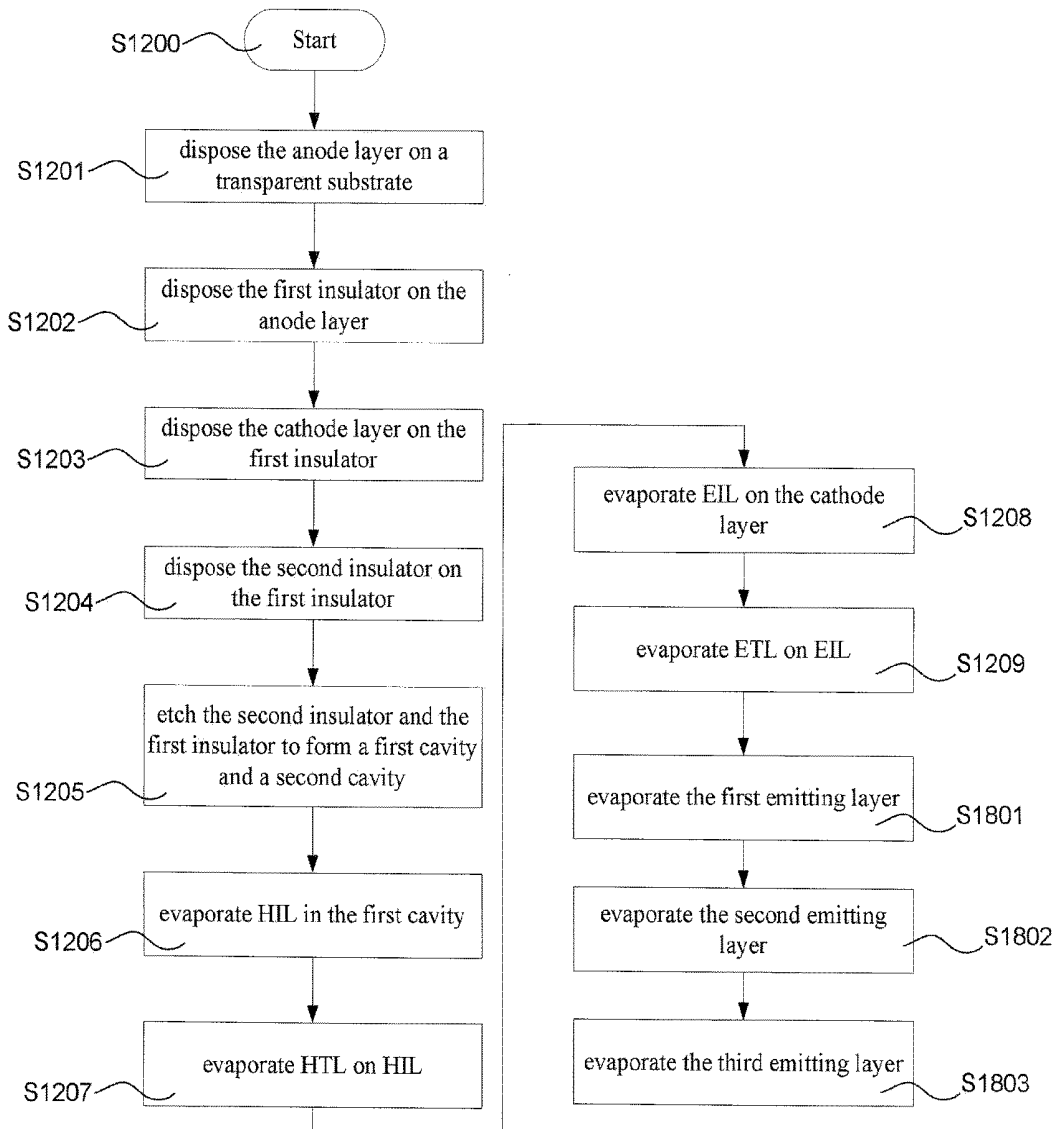 S1200
Start
S1201
dispose the anode layer on a
transparent substrate
S1202
dispose the first insulator on the
anode layer
S1203
dispose the cathode layer on the
first insulator
S1204
dispose the second insulator on
the first insulator
S1205
etch the second insulator and the
first insulator to form a first cavity
and a second cavity
S1206
evaporate HIL in the first cavity
S1207
evaporate HTL on HIL
evaporate EIL on the cathode
layer
S1208
evaporate ETL on EIL
S1209
evaporate the first emitting layer
S1801
evaporate the second emitting
layer
S1802
evaporate the third emitting layer
S1803